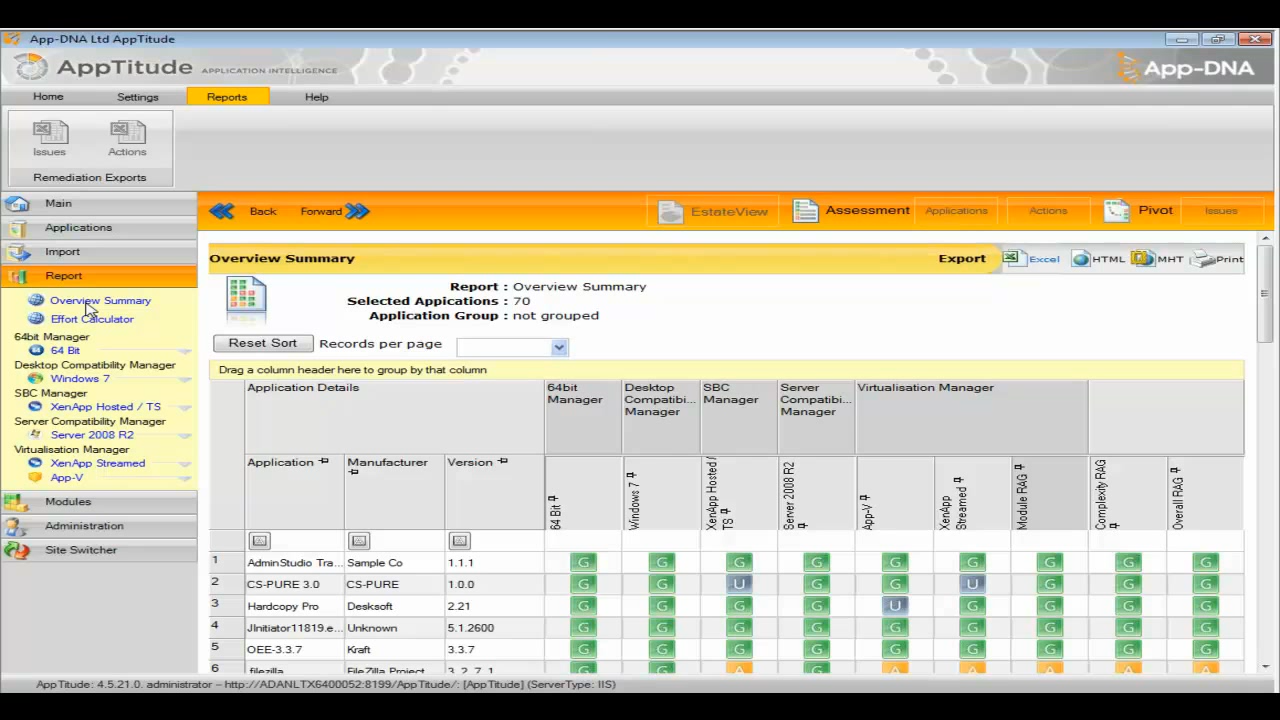 App-DNA Ltd AppTitude
AppTitude APPLICATION INTELLIGENCE
App-DNA
Home Settings Reports Help
Issues Actions
Remediation Exports
Main
Applications
Import
Report
Overview Summary
Effort Calculator
64bit Manager
64 Bit
Desktop Compatibility Manager
Windows 7
SBC Manager
XenApp Hosted / TS
Server Compatibility Manager
Server 2008 R2
Virtualisation Manager
XenApp Streamed
App-V
Modules
Administration
Site Switcher
Back Forward EstateView Assessment Applications Actions Pivot Issues
Overview Summary Export Excel HTML MHT Print
Report : Overview Summary
Selected Applications : 70
Application Group : not grouped
Reset Sort Records per page
Drag a column header here to group by that column
Application Details
64bit
Manager
Desktop
Compatibi...
Manager
SBC
Manager
Server
Compatibi...
Manager
Virtualisation Manager
Application
Manufacturer
Version
64 Bit
Windows 7
XenApp Hosted /
TS
Server 2008 R2
App-V
XenApp
Streamed
Module RAG
Complexity RAG
Overall RAG
1 AdminStudio Tra... Sample Co 1.1.1 G G G G G G G G G
2 CS-PURE 3.0 CS-PURE 1.0.0 G G U G G U G G G
3 Hardcopy Pro Desksoft 2.21 G G G G U G G G G
4 JInitiator11819.e... Unknown 5.1.2600 G G G G G G G G G
5 OEE-3.3.7 Kraft 3.3.7 G G G G G G G G G
6 filezilla FileZilla Project 3.2.7.1 G G A G A A A A A
AppTitude: 4.5.21.0. administrator – http://ADANLTX6400052:8199/AppTitude/: [AppTitude] (ServerType: IIS)